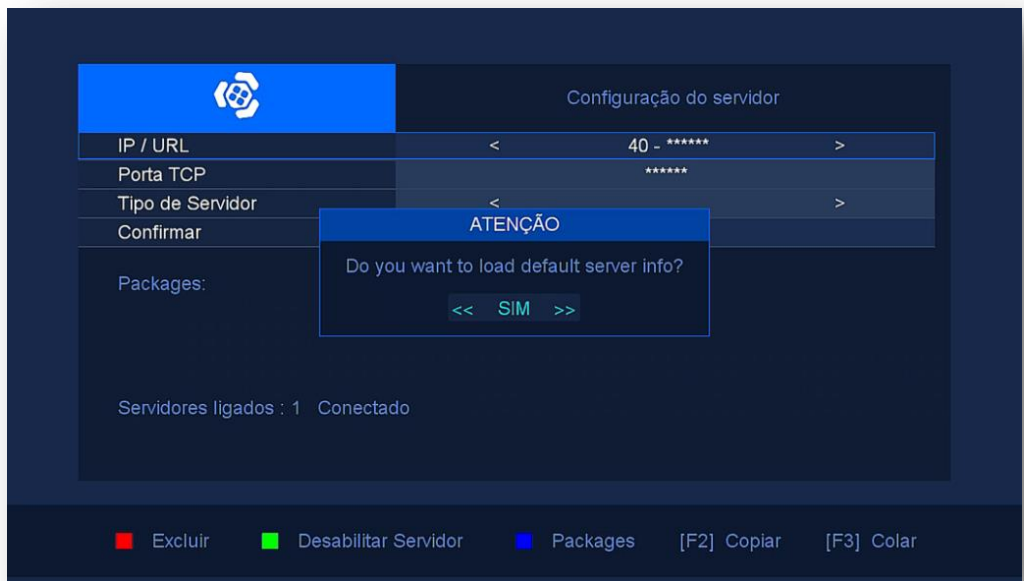 Configuração do servidor
IP / URL < 40 - ****** >
Porta TCP ******
Tipo de Servidor < >
Confirmar
ATENÇÃO
Do you want to load default server info?
<< SIM >>
Packages:
Servidores ligados : 1 Conectado
Excluir Desabilitar Servidor Packages [F2] Copiar [F3] Colar